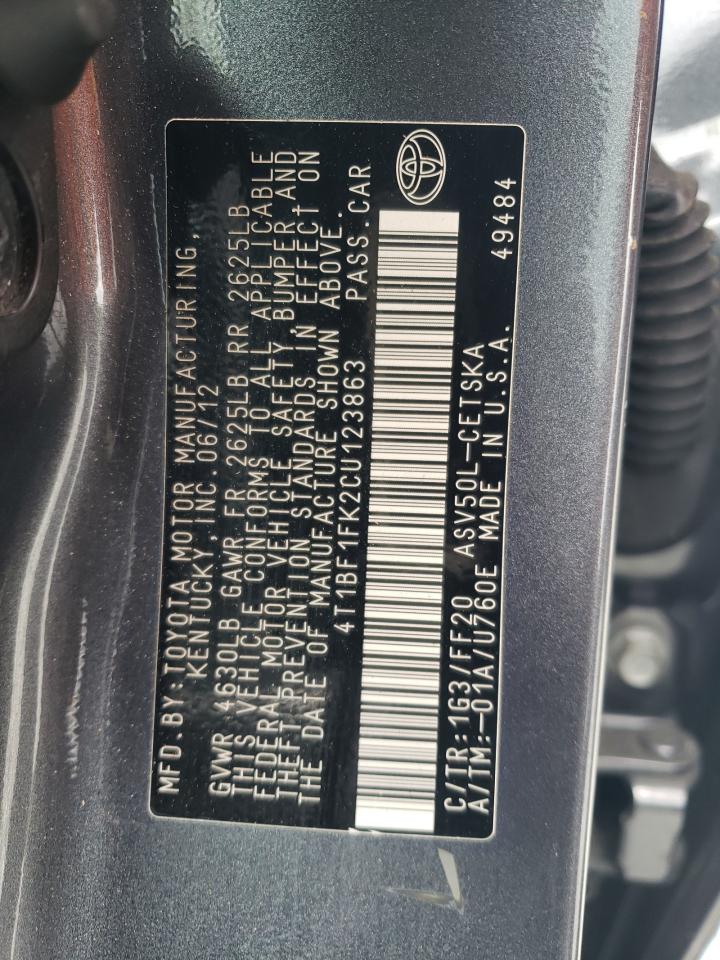 MFD.BY:TOYOTA MOTOR MANUFACTURING,
KENTUCKY,INC.06/12
GVWR 4630LB GAWR FR 2625LB RR 2625LB
THIS VEHICLE CONFORMS TO ALL APPLICABLE
FEDERAL MOTOR VEHICLE SAFETY,BUMPER,AND
THEFT PREVENTION STANDARDS IN EFFECT ON
THE DATE OF MANUFACTURE SHOWN ABOVE.
4T1BF1FK2CU123863 PASS.CAR
C/TR:1G3/FF20 ASV50L-CETSKA
A/TM:-01A/U760E MADE IN U.S.A. 49484